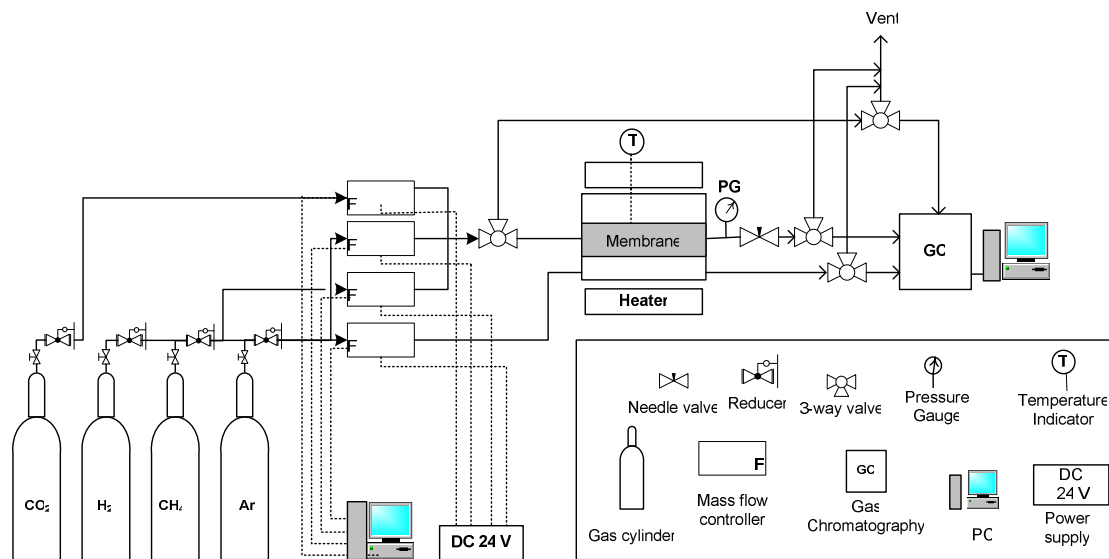 Vent
T
PG
F
Membrane
F
GC
F
Heater
F
T
Needle valve
Reducer
3-way valve
Pressure
Gauge
Temperature
Indicator
CO₂
H₂
CH₄
Ar
F
GC
DC
24 V
Gas cylinder
Mass flow
controller
Gas
Chromatography
PC
Power
supply
DC 24 V